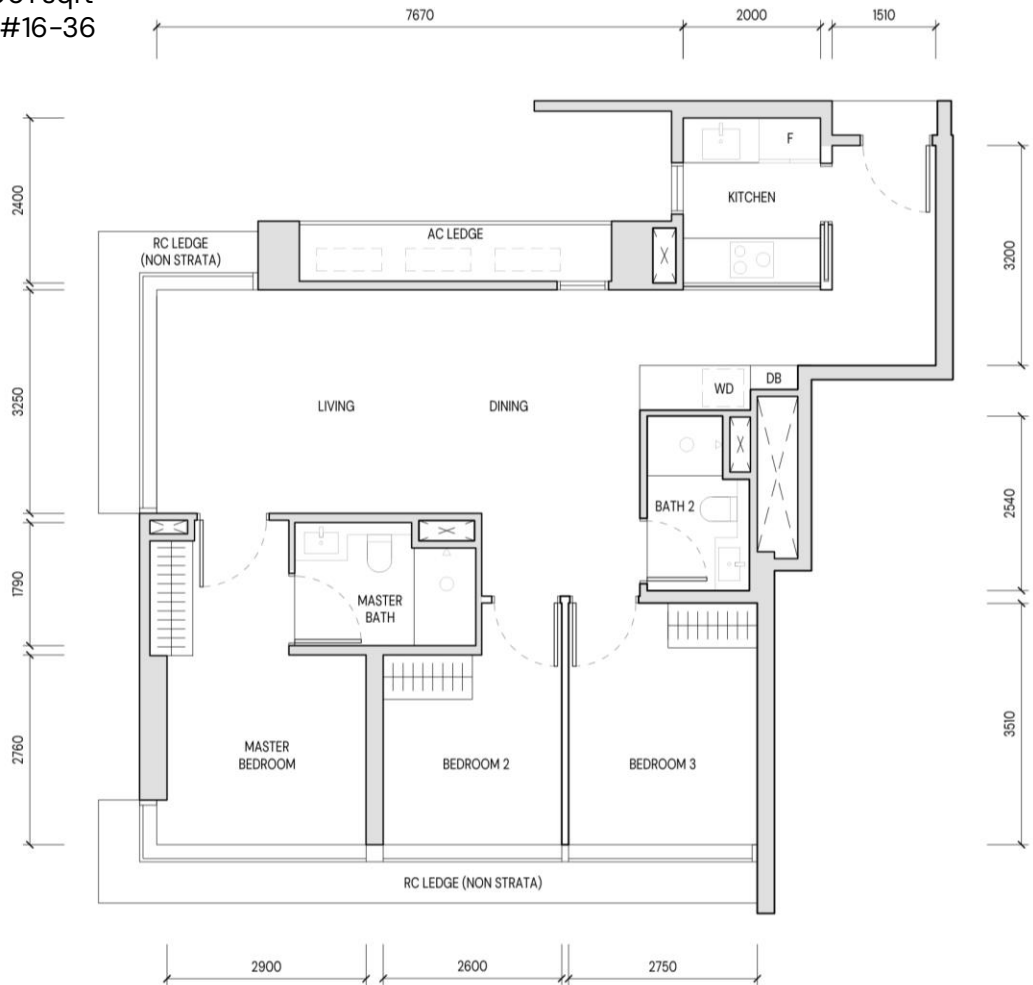 #16-36
7670
2000
1510
2400
3250
1790
2760
3200
2540
3510
F
KITCHEN
AC LEDGE
RC LEDGE
(NON STRATA)
LIVING
DINING
WD
DB
BATH 2
MASTER
BATH
MASTER
BEDROOM
BEDROOM 2
BEDROOM 3
RC LEDGE (NON STRATA)
2900
2600
2750